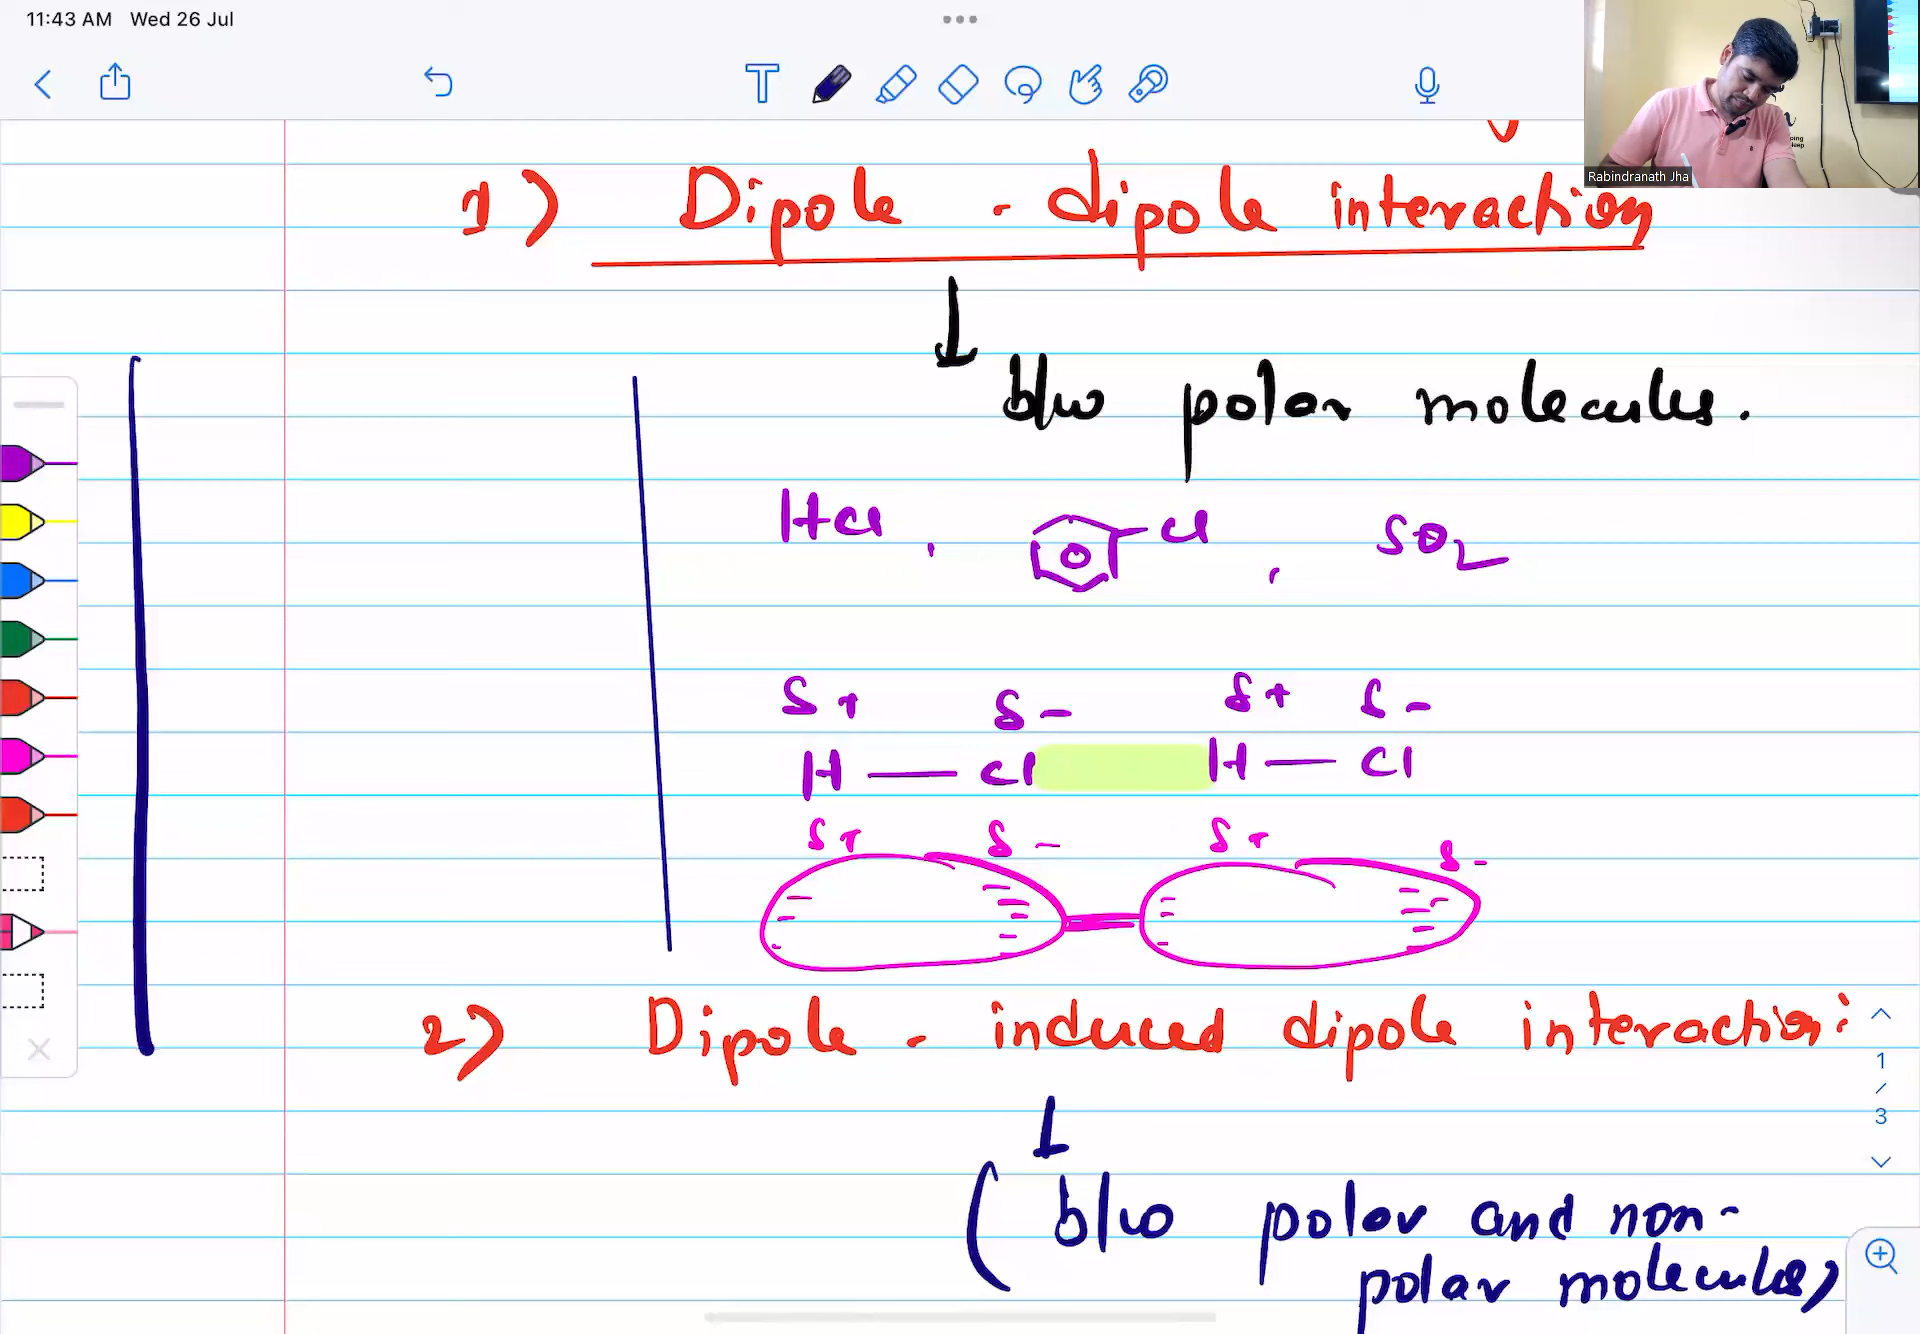 11:43 AM Wed 26 Jul
Rabindranath Jha
1) Dipole - dipole interaction
b/w polar molecules.
HCl , Cl , SO2
δ+ δ- δ+ δ-
H — Cl H — Cl
δ+ δ- δ+ δ-
2) Dipole - induced dipole interaction:
1
/
3
(b/w polar and non-
polar molecules)